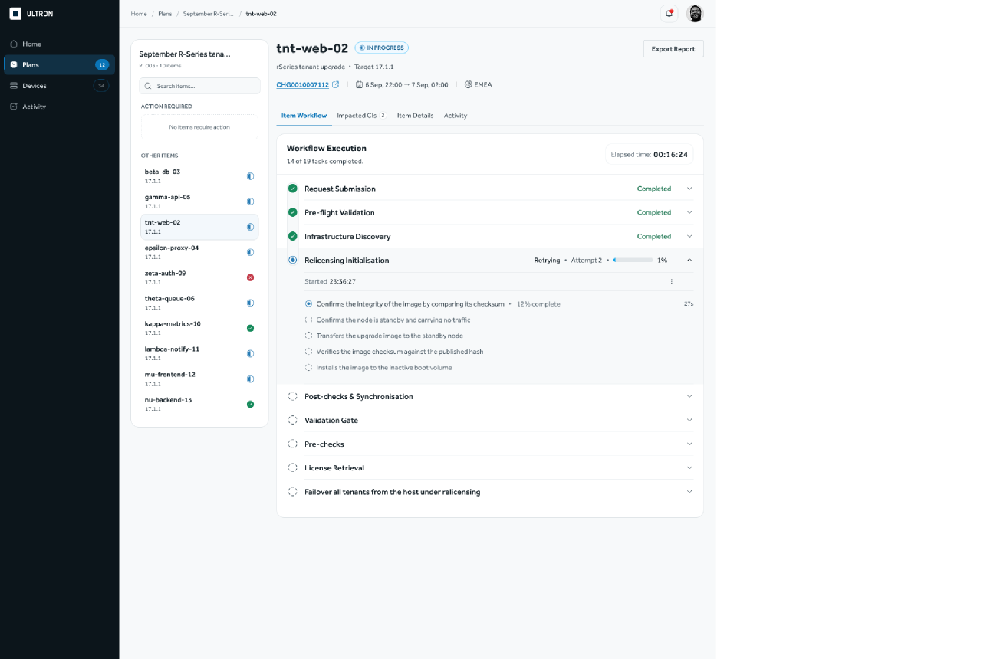 ULTRON
Home
Plans
12
Devices
34
Activity
Home / Plans / September R-Seri... / tnt-web-02
September R-Series tena...
PL003 · 10 items
Search items...
ACTION REQUIRED
No items require action
OTHER ITEMS
beta-db-03
17.1.1
gamma-api-05
17.1.1
tnt-web-02
17.1.1
epsilon-proxy-04
17.1.1
zeta-auth-09
17.1.1
theta-queue-06
17.1.1
kappa-metrics-10
17.1.1
lambda-notify-11
17.1.1
mu-frontend-12
17.1.1
nu-backend-13
17.1.1
tnt-web-02 IN PROGRESS
Export Report
rSeries tenant upgrade • Target 17.1.1
CHG0010007112 6 Sep, 22:00 → 7 Sep, 02:00 EMEA
Item Workflow Impacted CIs 2 Item Details Activity
Workflow Execution
14 of 19 tasks completed.
Elapsed time: 00:16:24
Request Submission Completed
Pre-flight Validation Completed
Infrastructure Discovery Completed
Relicensing Initialisation Retrying • Attempt 2 • 1%
Started 23:36:27
Confirms the integrity of the image by comparing its checksum • 12% complete 27s
Confirms the node is standby and carrying no traffic
Transfers the upgrade image to the standby node
Verifies the image checksum against the published hash
Installs the image to the inactive boot volume
Post-checks & Synchronisation
Validation Gate
Pre-checks
License Retrieval
Failover all tenants from the host under relicensing